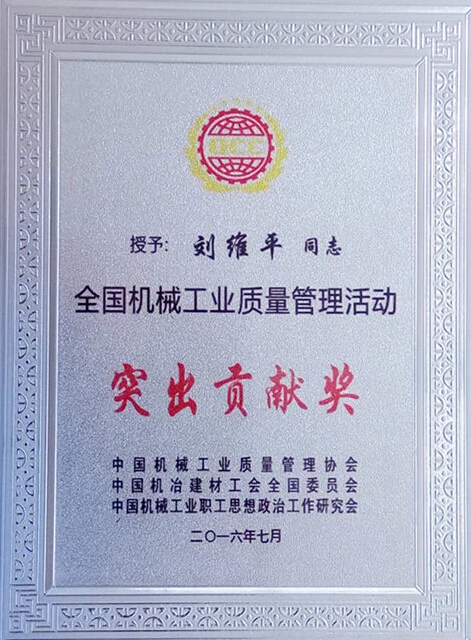 授予：刘维平 同志
全国机械工业质量管理活动
突出贡献奖
中国机械工业质量管理协会
中国机冶建材工会全国委员会
中国机械工业职工思想政治工作研究会
二〇一六年七月